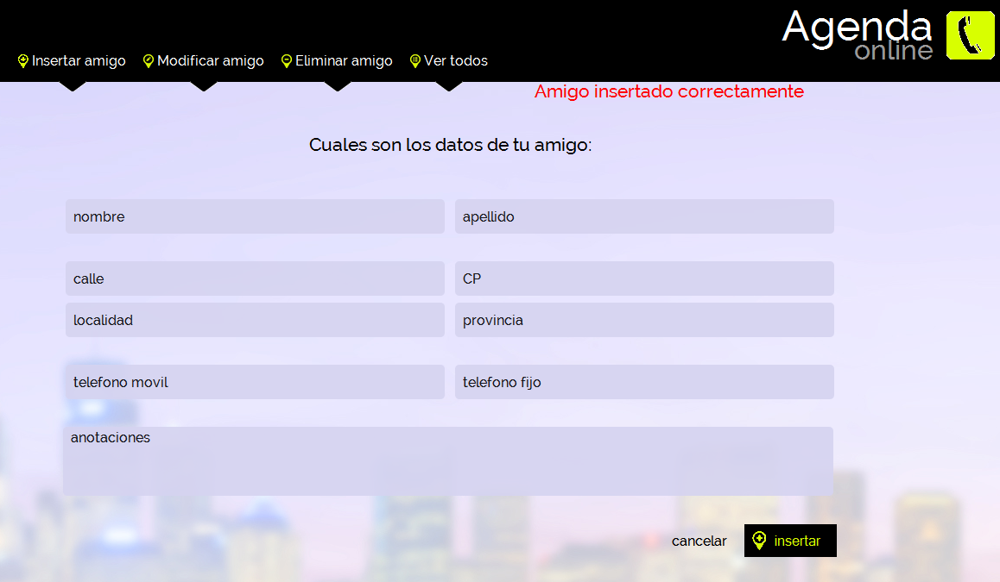 Agenda
online
Insertar amigo Modificar amigo Eliminar amigo Ver todos
Amigo insertado correctamente
Cuales son los datos de tu amigo:
nombre apellido
calle CP
localidad provincia
telefono movil telefono fijo
anotaciones
cancelar insertar